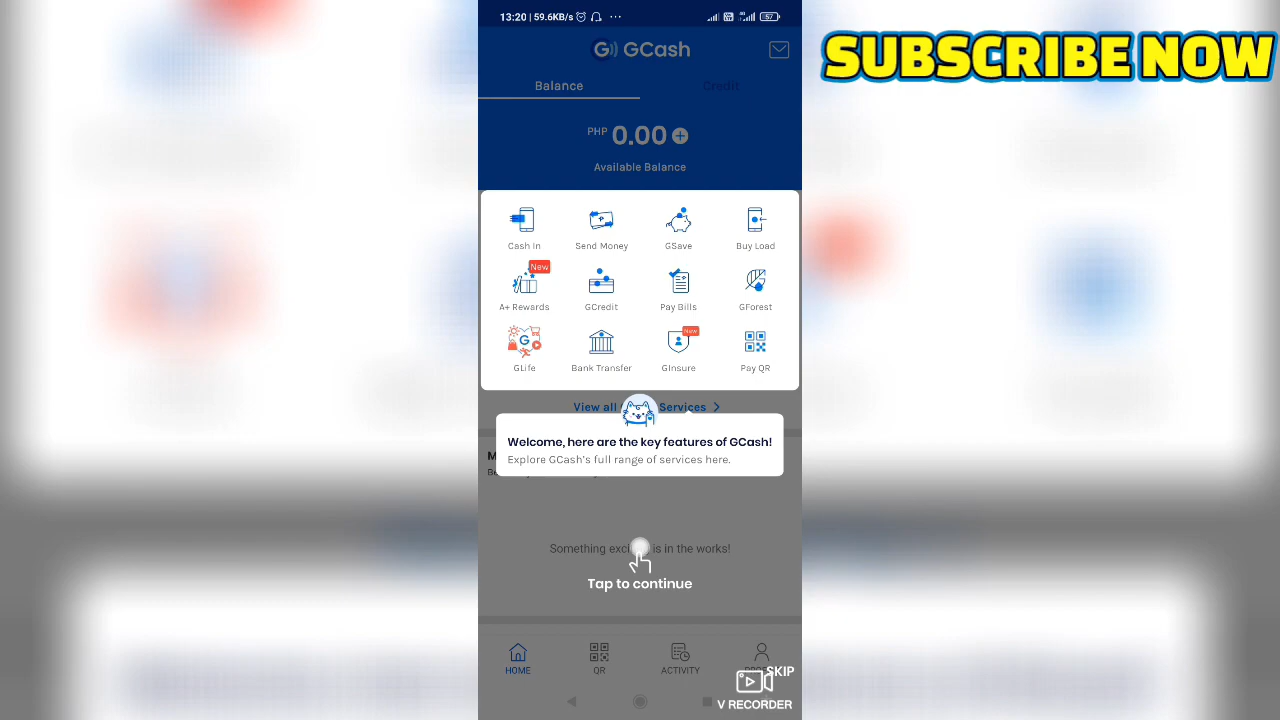 13:20 | 59.6KB/s ... 57
SUBSCRIBE NOW
G GCash
Balance Credit
PHP 0.00 +
Available Balance
Cash In Send Money GSave Buy Load
New
A+ Rewards GCredit Pay Bills GForest
G New
GLife Bank Transfer GInsure Pay QR
View all Services >
Welcome, here are the key features of GCash!
Explore GCash's full range of services here.
Something is in the works!
Tap to continue
HOME QR ACTIVITY
SKIP
V RECORDER